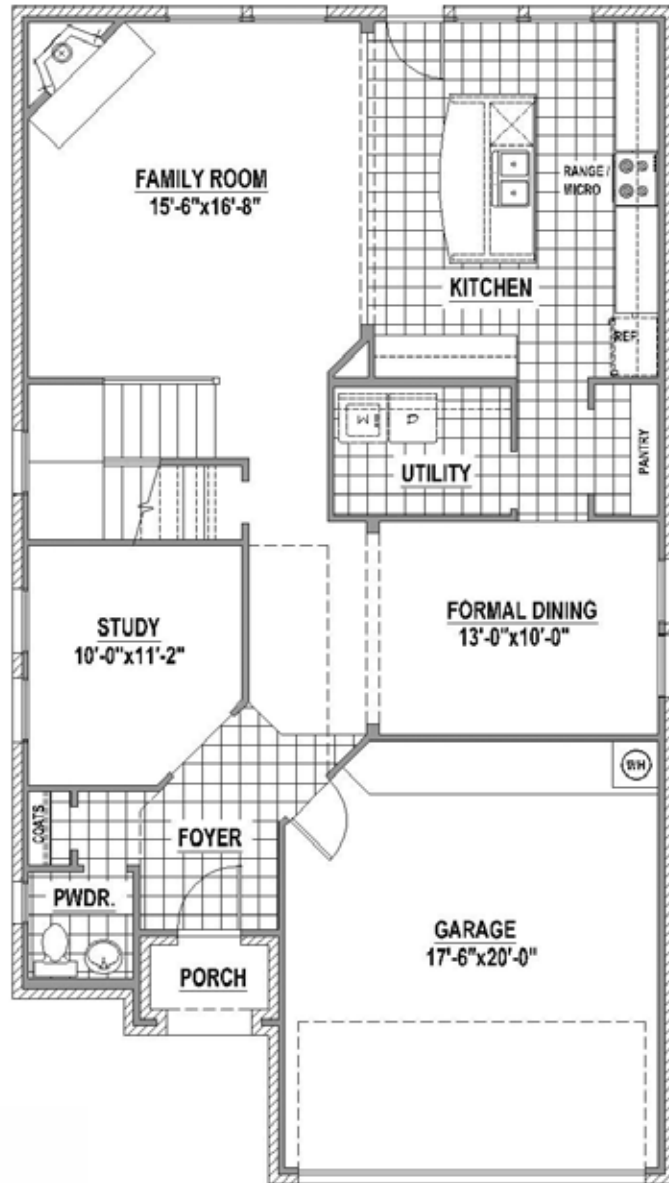 FAMILY ROOM
15'-6"x16'-8"
RANGE /
MICRO
KITCHEN
REF.
W
D
UTILITY
PANTRY
STUDY
10'-0"x11'-2"
FORMAL DINING
13'-0"x10'-0"
WH
COATS
FOYER
PWDR.
PORCH
GARAGE
17'-6"x20'-0"